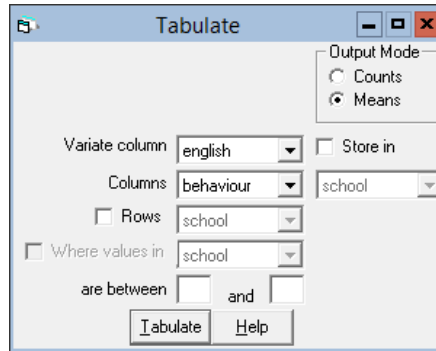 Tabulate
Output Mode
Counts
Means
Variate column english Store in
Columns behaviour school
Rows school
Where values in school
are between and
Tabulate Help